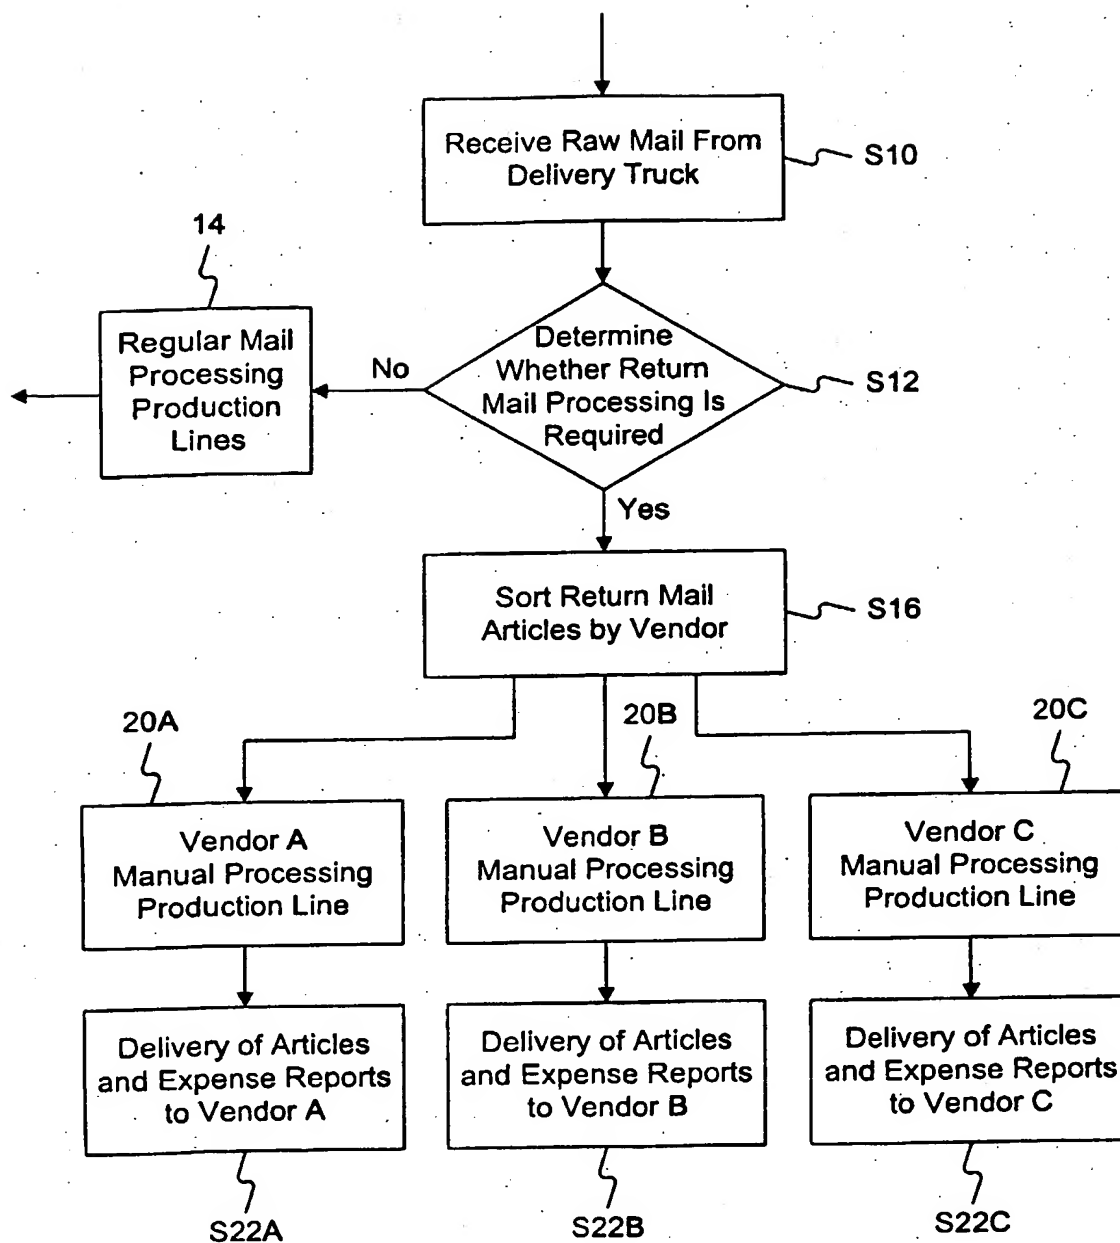 Receive Raw Mail From
Delivery Truck
S10
14
Regular Mail
Processing
Production
Lines
No
Determine
Whether Return
Mail Processing Is
Required
S12
Yes
Sort Return Mail
Articles by Vendor
S16
20A
20B
20C
Vendor A
Manual Processing
Production Line
Vendor B
Manual Processing
Production Line
Vendor C
Manual Processing
Production Line
Delivery of Articles
and Expense Reports
to Vendor A
Delivery of Articles
and Expense Reports
to Vendor B
Delivery of Articles
and Expense Reports
to Vendor C
S22A
S22B
S22C